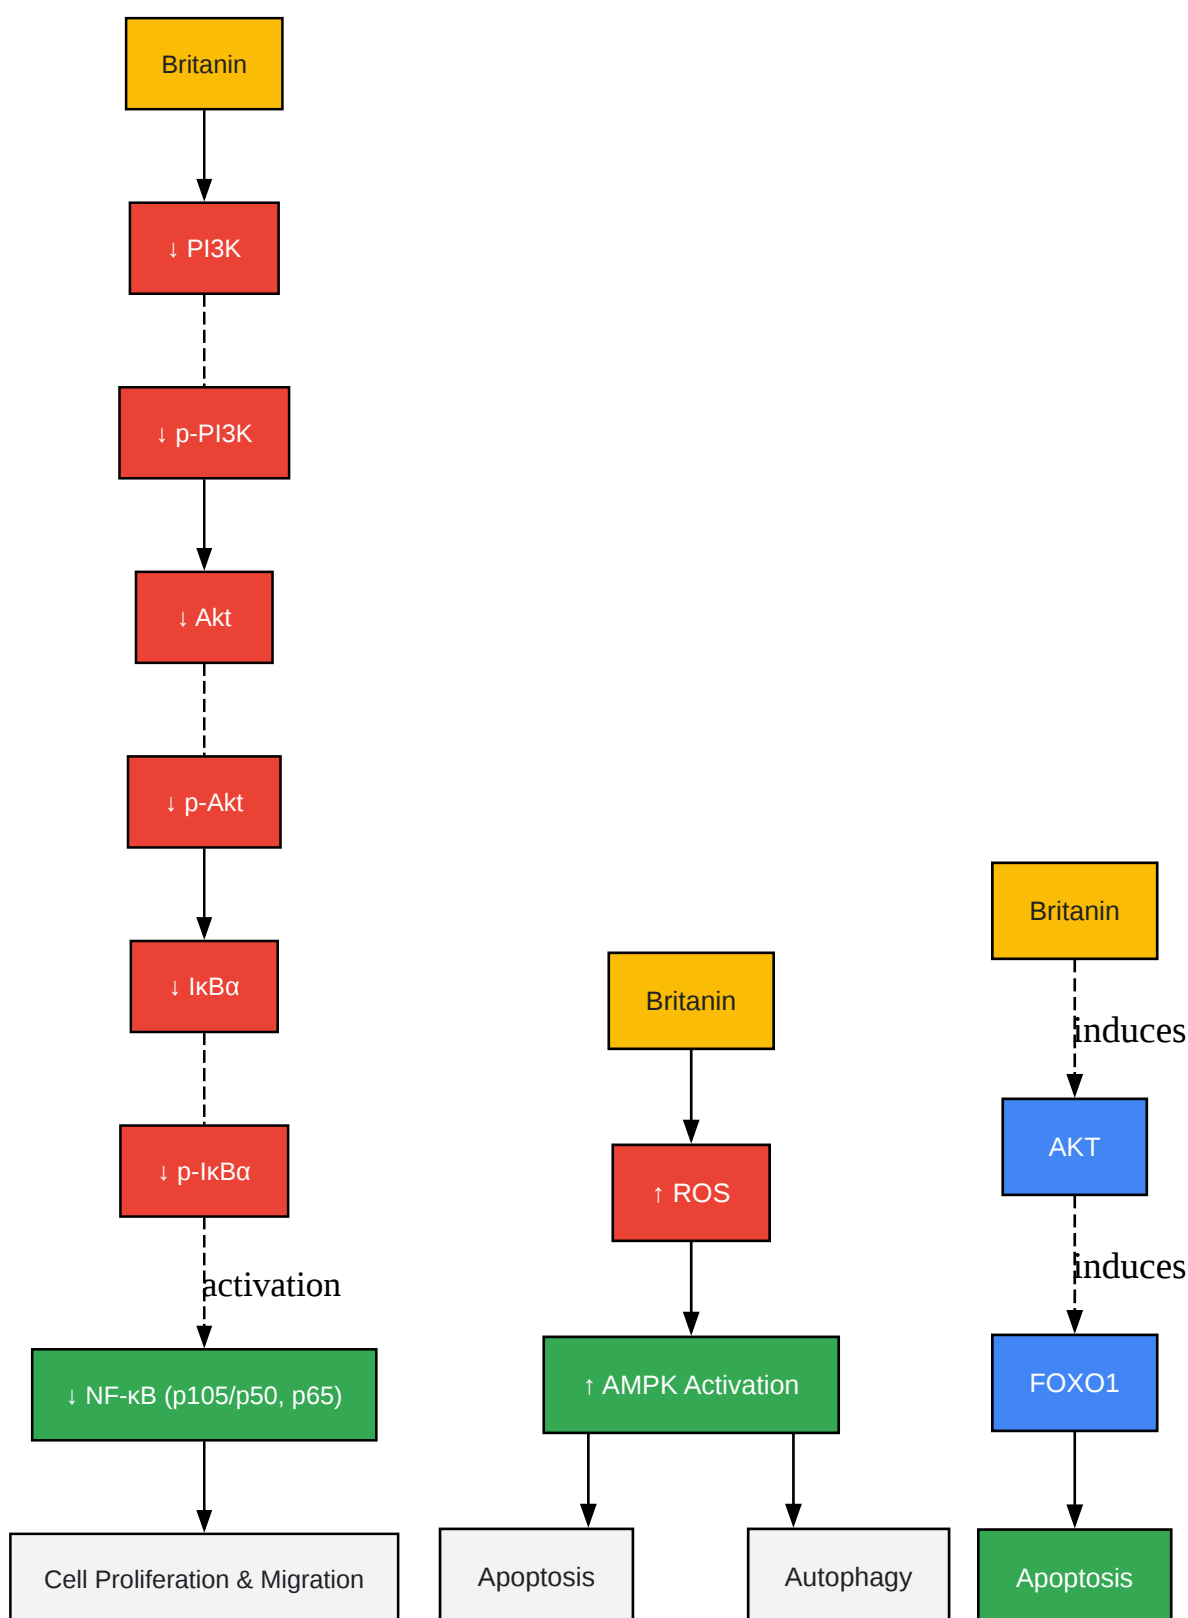 Britanin
↓ PI3K
↓ p-PI3K
↓ Akt
↓ p-Akt
↓ IκBα
↓ p-IκBα
activation
↓ NF-κB (p105/p50, p65)
Cell Proliferation & Migration
Britanin
↑ ROS
↑ AMPK Activation
Apoptosis
Autophagy
Britanin
induces
AKT
induces
FOXO1
Apoptosis